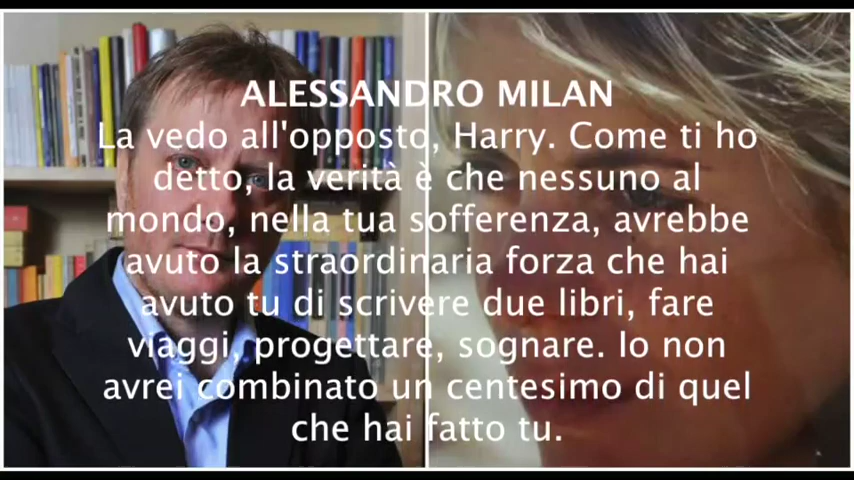 ALESSANDRO MILAN
La vedo all'opposto, Harry. Come ti ho
detto, la verità è che nessuno al
mondo, nella tua sofferenza, avrebbe
avuto la straordinaria forza che hai
avuto tu di scrivere due libri, fare
viaggi, progettare, sognare. Io non
avrei combinato un centesimo di quel
che hai fatto tu.